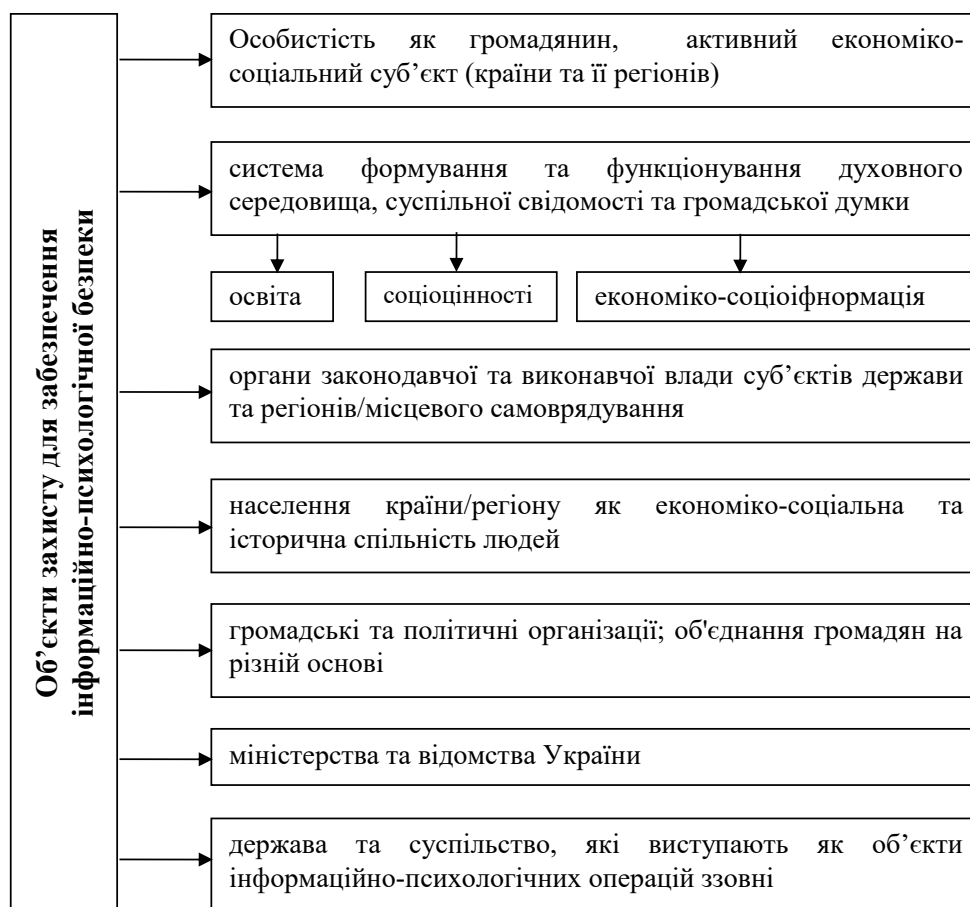 Об’єкти захисту для забезпечення
інформаційно-психологічної безпеки
Особистість як громадянин, активний економіко-
соціальний суб’єкт (країни та її регіонів)
система формування та функціонування духовного
середовища, суспільної свідомості та громадської думки
освіта
соціоцінності
економіко-соціоіфнормація
органи законодавчої та виконавчої влади суб’єктів держави
та регіонів/місцевого самоврядування
населення країни/регіону як економіко-соціальна та
історична спільність людей
громадські та політичні організації; об'єднання громадян на
різній основі
міністерства та відомства України
держава та суспільство, які виступають як об’єкти
інформаційно-психологічних операцій ззовні